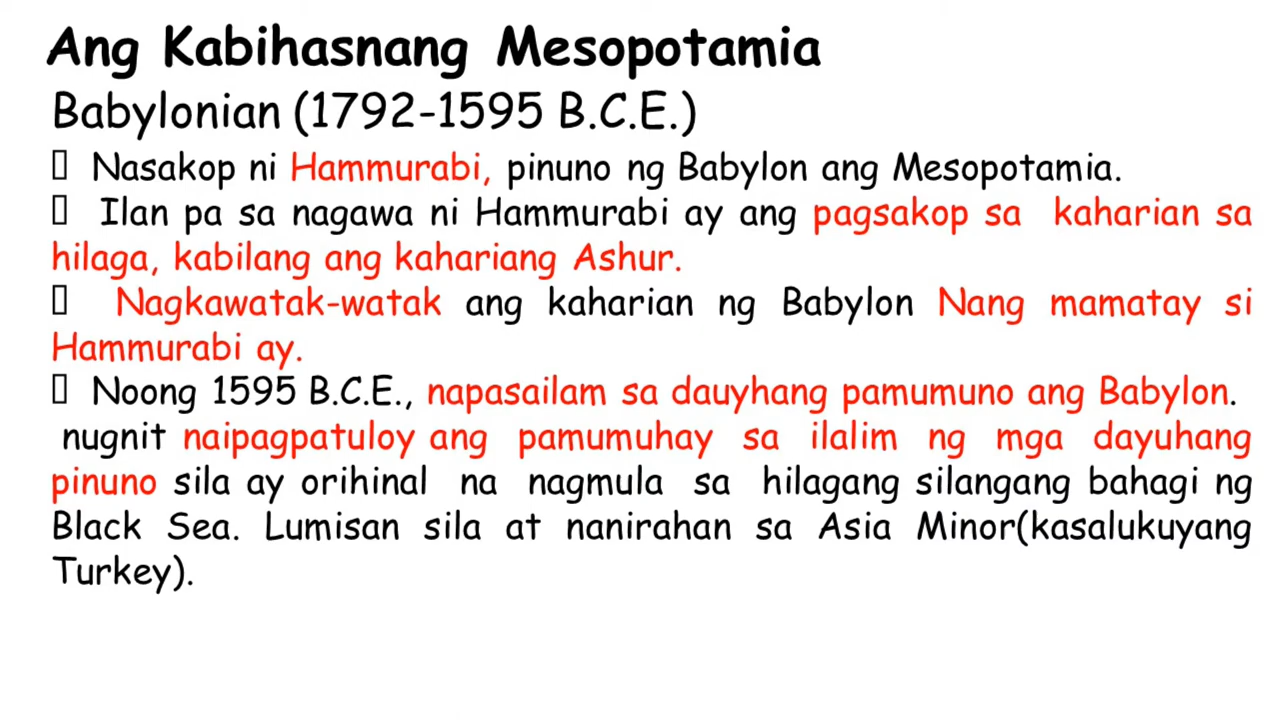 Ang Kabihasnang Mesopotamia
Babylonian (1792-1595 B.C.E.)
▯ Nasakop ni Hammurabi, pinuno ng Babylon ang Mesopotamia.
▯ Ilan pa sa nagawa ni Hammurabi ay ang pagsakop sa kaharian sa
hilaga, kabilang ang kahariang Ashur.
▯ Nagkawatak-watak ang kaharian ng Babylon Nang mamatay si
Hammurabi ay.
▯ Noong 1595 B.C.E., napasailam sa dauyhang pamumuno ang Babylon.
nugnit naipagpatuloy ang pamumuhay sa ilalim ng mga dayuhang
pinuno sila ay orihinal na nagmula sa hilagang silangang bahagi ng
Black Sea. Lumisan sila at nanirahan sa Asia Minor(kasalukuyang
Turkey).